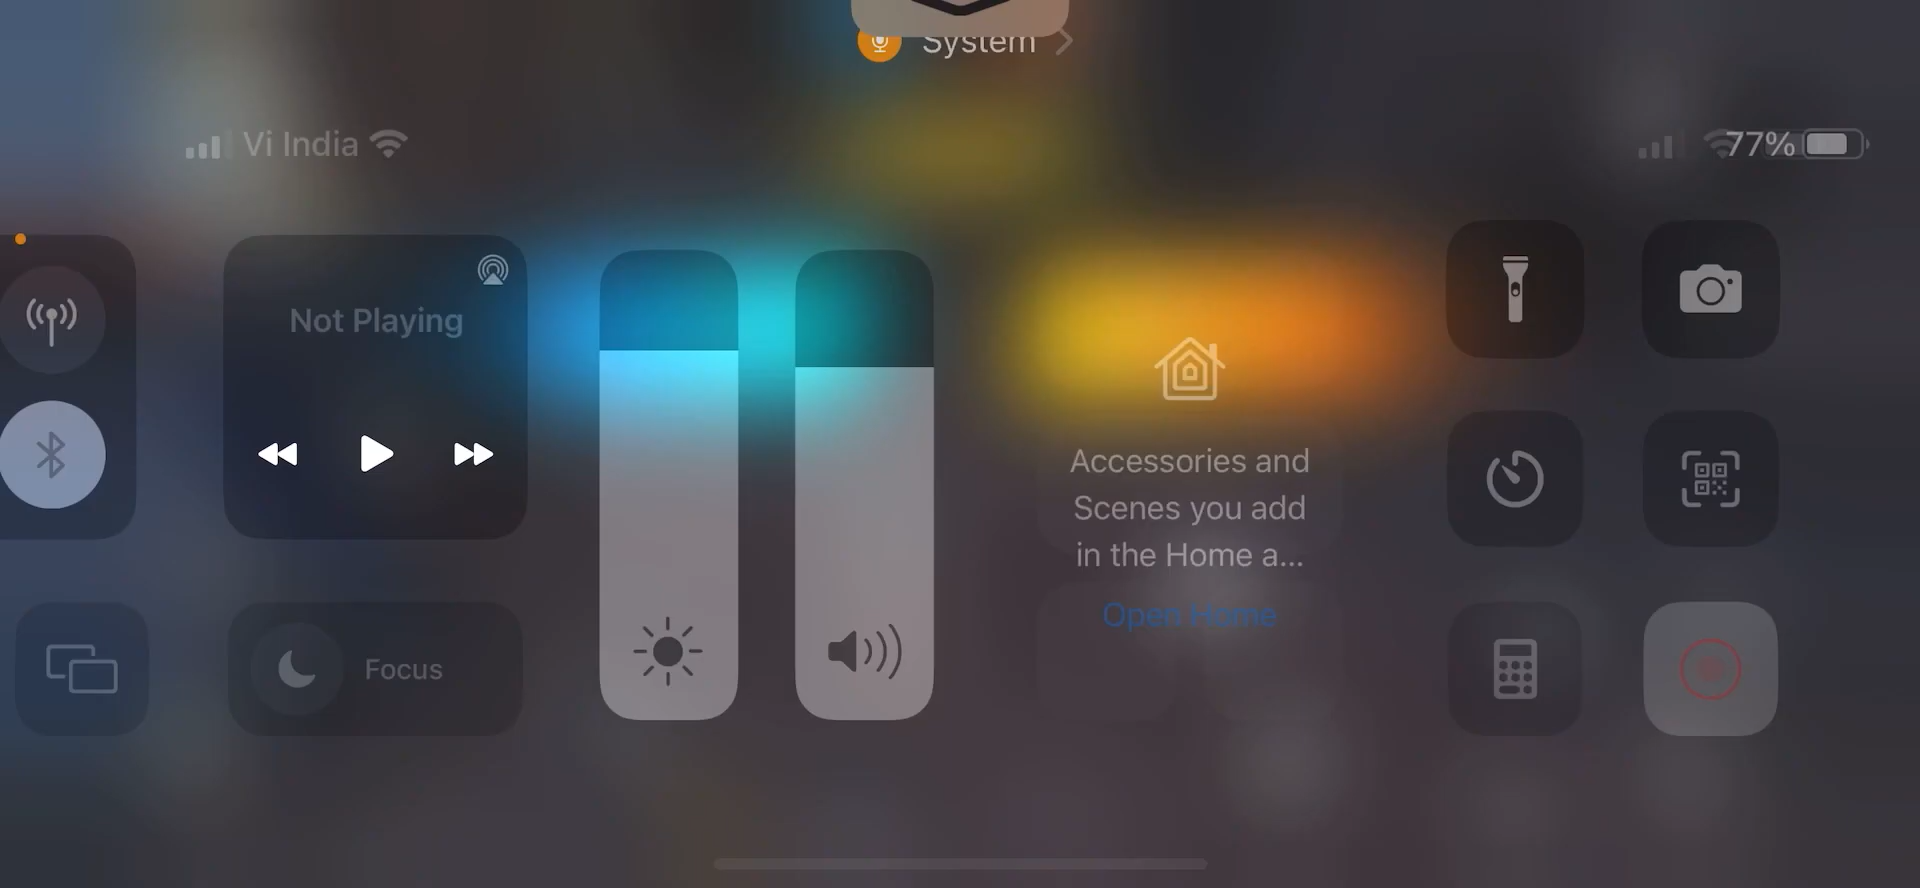 System
Vi India
77%
Not Playing
Accessories and
Scenes you add
in the Home a...
Open Home
Focus